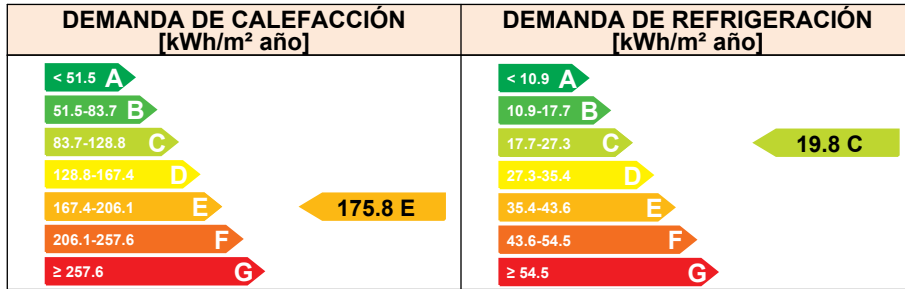 DEMANDA DE CALEFACCIÓN
[kWh/m² año]
< 51.5 A
51.5-83.7 B
83.7-128.8 C
128.8-167.4 D
167.4-206.1 E
175.8 E
206.1-257.6 F
≥ 257.6 G
DEMANDA DE REFRIGERACIÓN
[kWh/m² año]
< 10.9 A
10.9-17.7 B
17.7-27.3 C
19.8 C
27.3-35.4 D
35.4-43.6 E
43.6-54.5 F
≥ 54.5 G